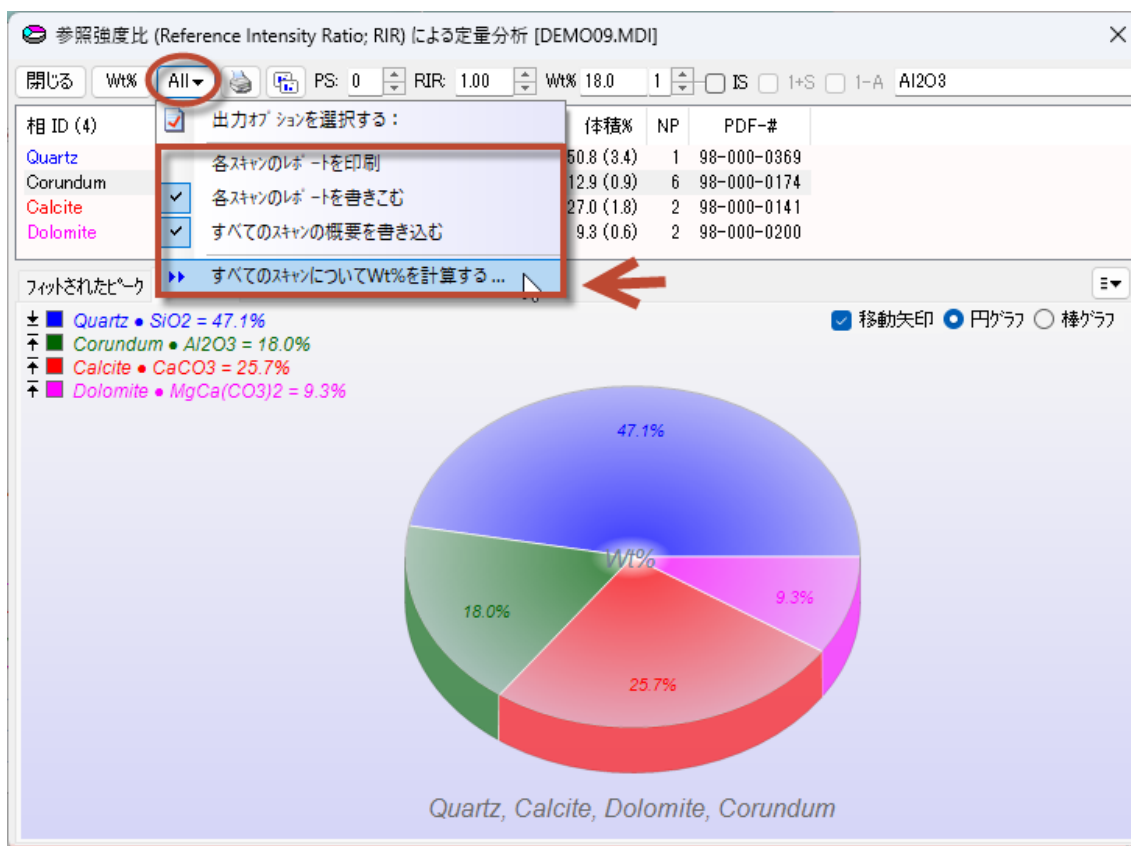 参照強度比 (Reference Intensity Ratio; RIR) による定量分析 [DEMO09.MDI]
閉じる Wt% All PS: 0 RIR: 1.00 Wt% 18.0 1 IS 1+S 1-A Al2O3
相 ID (4) 体積% NP PDF-#
Quartz 50.8 (3.4) 1 98-000-0369
Corundum 12.9 (0.9) 6 98-000-0174
Calcite 27.0 (1.8) 2 98-000-0141
Dolomite 9.3 (0.6) 2 98-000-0200
出力ｵﾌﾟｼｮﾝを選択する：
各ｽｷｬﾝのﾚﾎﾟｰﾄを印刷
各ｽｷｬﾝのﾚﾎﾟｰﾄを書きこむ
すべてのｽｷｬﾝの概要を書き込む
すべてのｽｷｬﾝについてWt%を計算する ...
ﾌｨｯﾄされたﾋﾟｰｸ
Quartz • SiO2 = 47.1%
Corundum • Al2O3 = 18.0%
Calcite • CaCO3 = 25.7%
Dolomite • MgCa(CO3)2 = 9.3%
移動矢印 円ｸﾞﾗﾌ 棒ｸﾞﾗﾌ
47.1%
Wt%
9.3%
18.0%
25.7%
Quartz, Calcite, Dolomite, Corundum